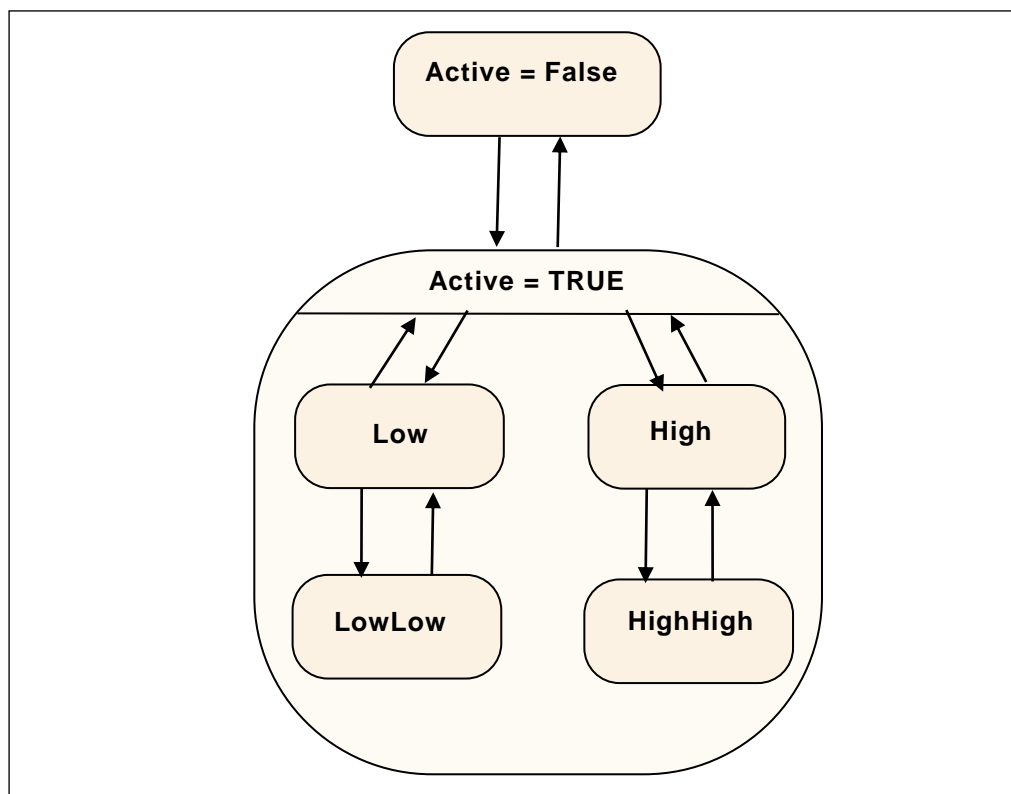 Active = False
Active = TRUE
Low
High
LowLow
HighHigh